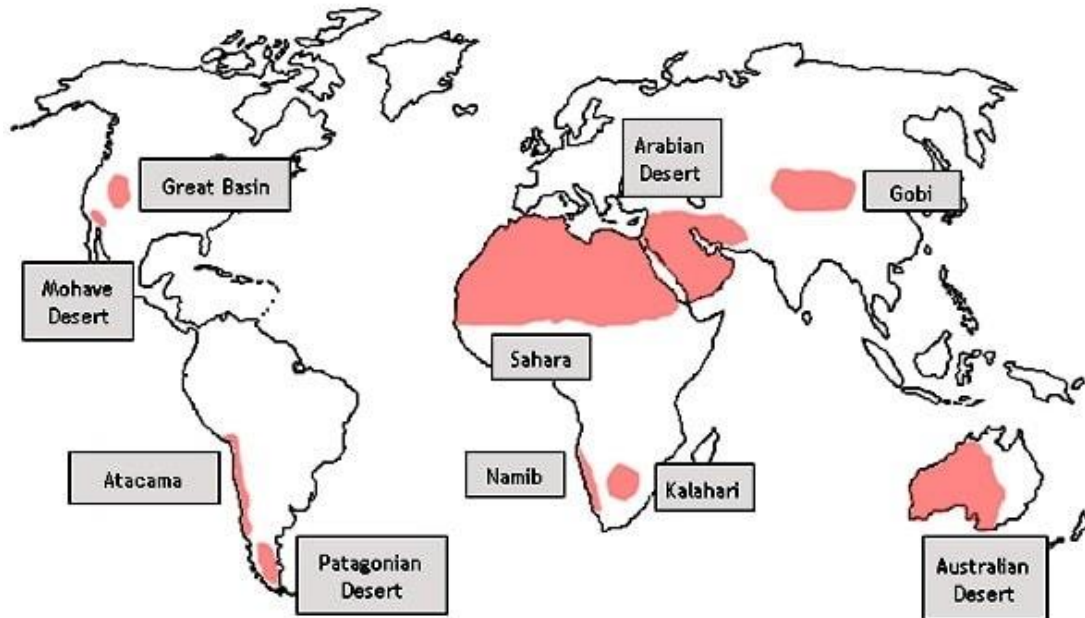 Arabian
Desert
Great Basin
Gobi
Mohave
Desert
Sahara
Atacama
Namib
Kalahari
Patagonian
Desert
Australian
Desert